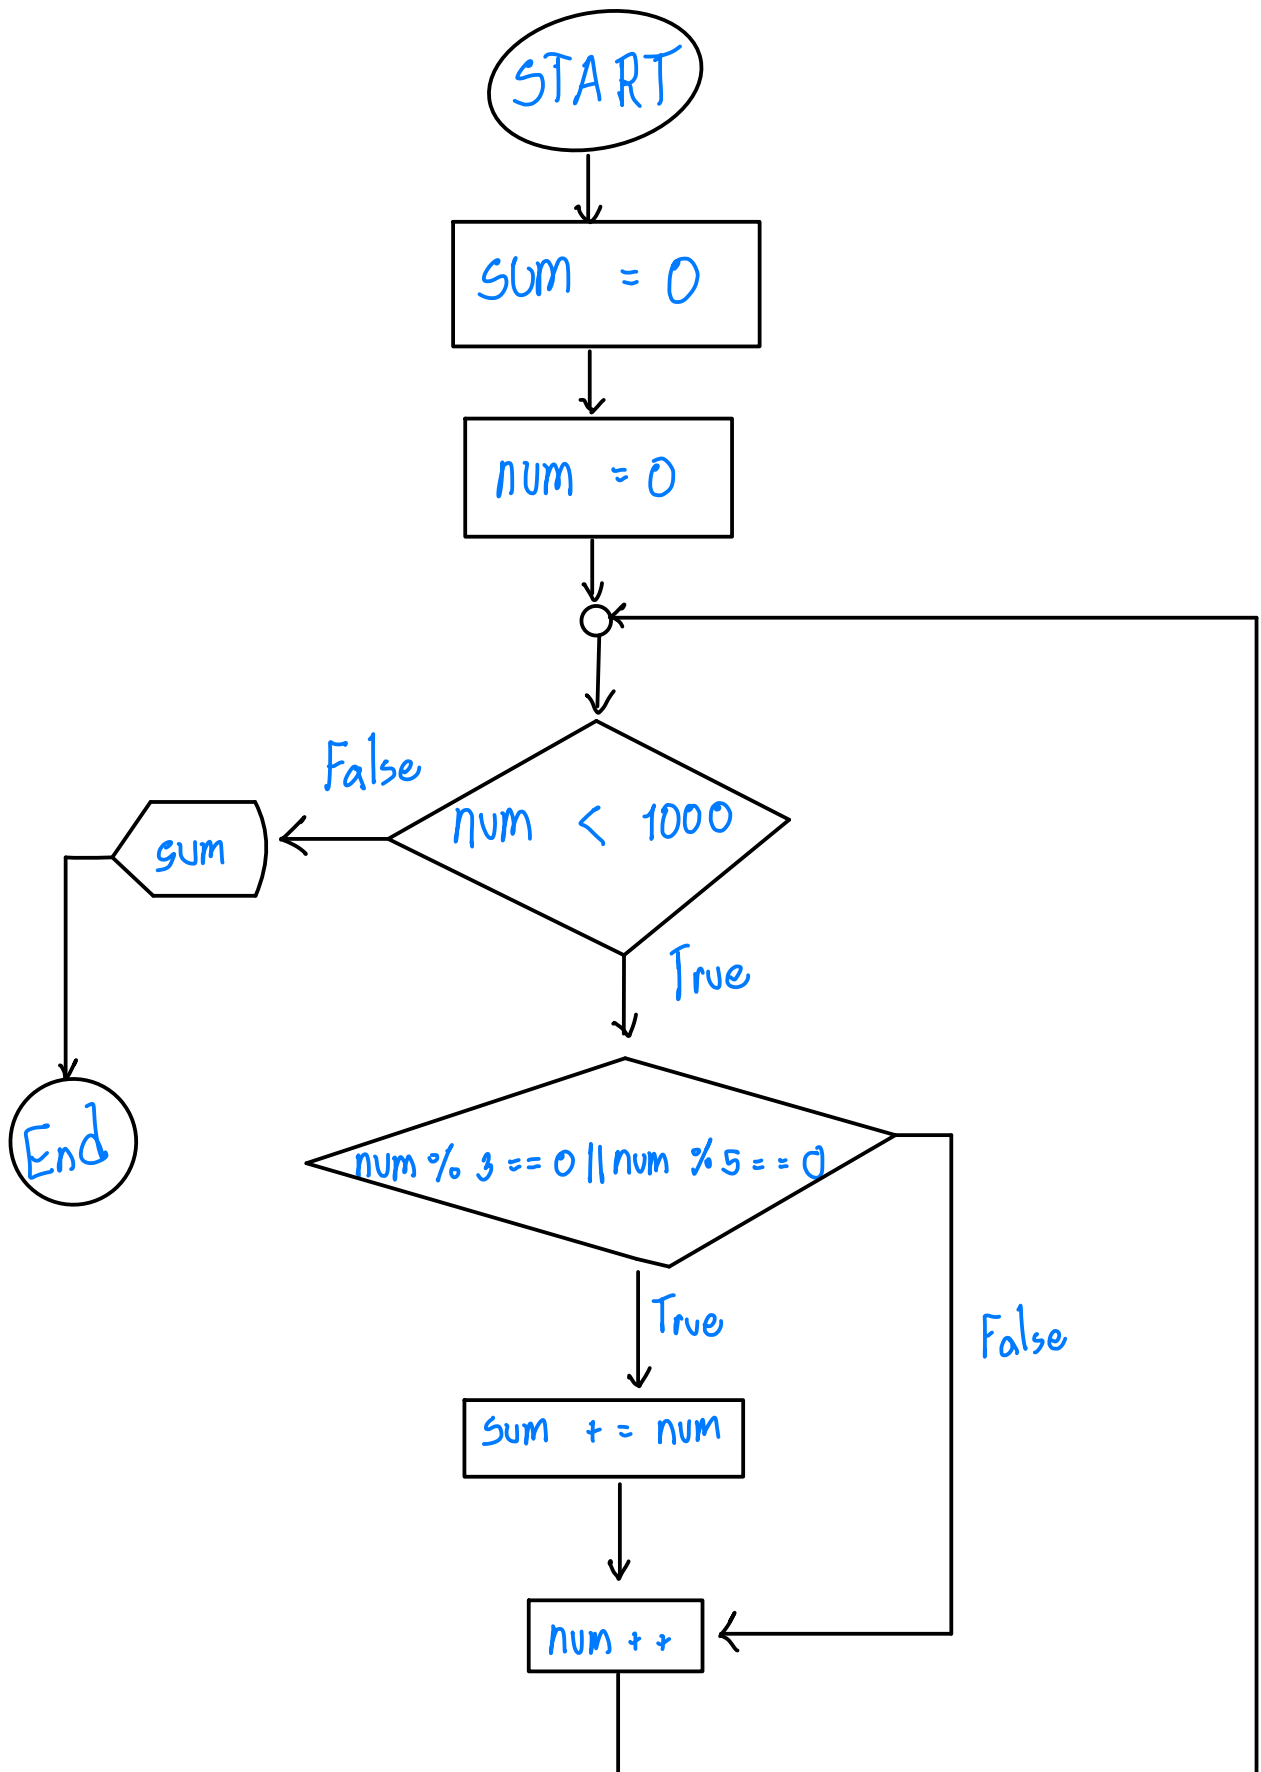 START
sum = 0
num = 0
False
num < 1000
sum
True
End
num % 3 == 0 || num % 5 == 0
True
False
sum += num
num ++